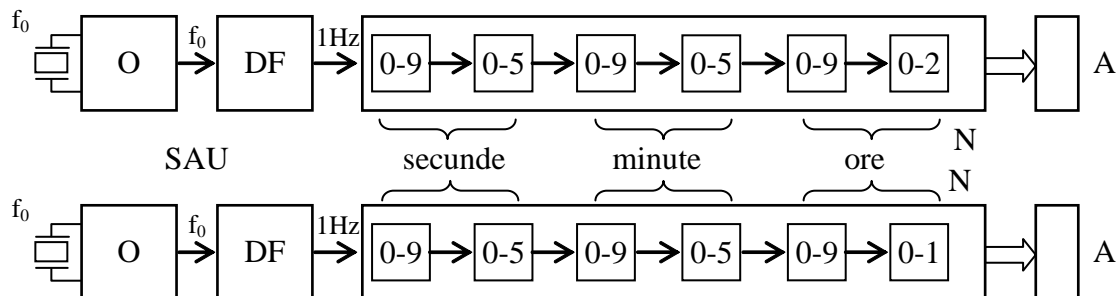 f₀ O f₀ DF 1Hz 0-9 0-5 0-9 0-5 0-9 0-2 A
N
SAU secunde minute ore
N
f₀ O f₀ DF 1Hz 0-9 0-5 0-9 0-5 0-9 0-1 A